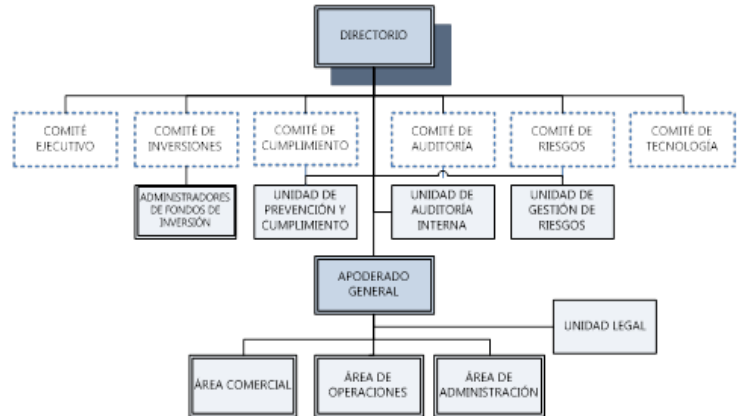 DIRECTORIO
COMITÉ
EJECUTIVO
COMITÉ DE
INVERSIONES
COMITÉ DE
CUMPLIMIENTO
COMITÉ DE
AUDITORÍA
COMITÉ DE
RIESGOS
COMITÉ DE
TECNOLOGÍA
ADMINISTRADORES
DE FONDOS DE
INVERSIÓN
UNIDAD DE
PREVENCIÓN Y
CUMPLIMIENTO
UNIDAD DE
AUDITORÍA
INTERNA
UNIDAD DE
GESTIÓN DE
RIESGOS
APODERADO
GENERAL
UNIDAD LEGAL
ÁREA COMERCIAL
ÁREA DE
OPERACIONES
ÁREA DE
ADMINISTRACIÓN